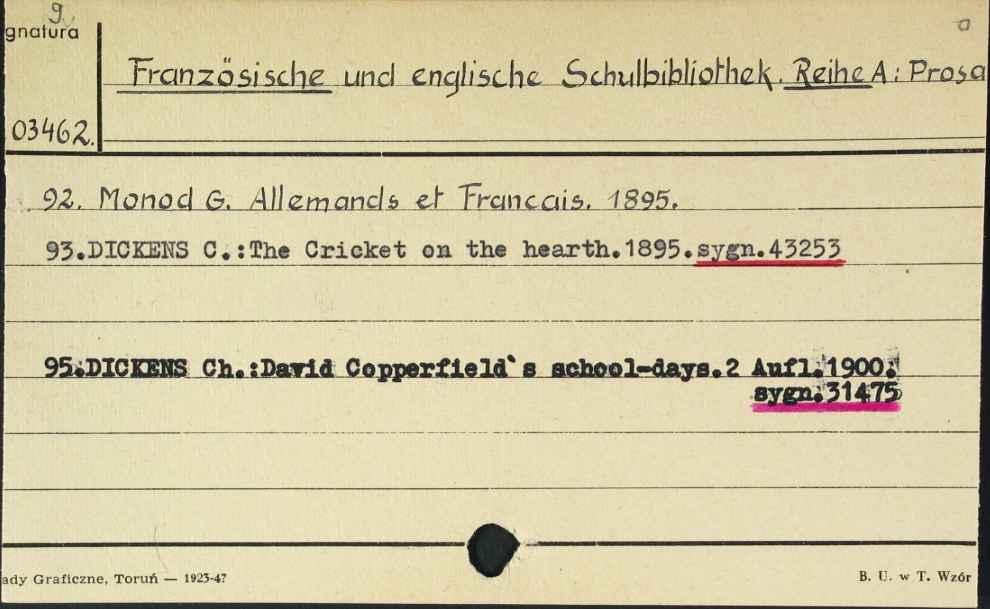 9
gnatura
Französische und englische Schulbibliothek. Reihe A: Prosa
03462.
92. Monod G. Allemands et Francais. 1895.
93.DICKENS C.:The Cricket on the hearth.1895.sygn.43253
95.DICKENS Ch.:David Copperfield`s school-days.2 Aufl.1900.
sygn.31475
ady Graficzne, Toruń — 1923-47
B. U. w T. Wzór